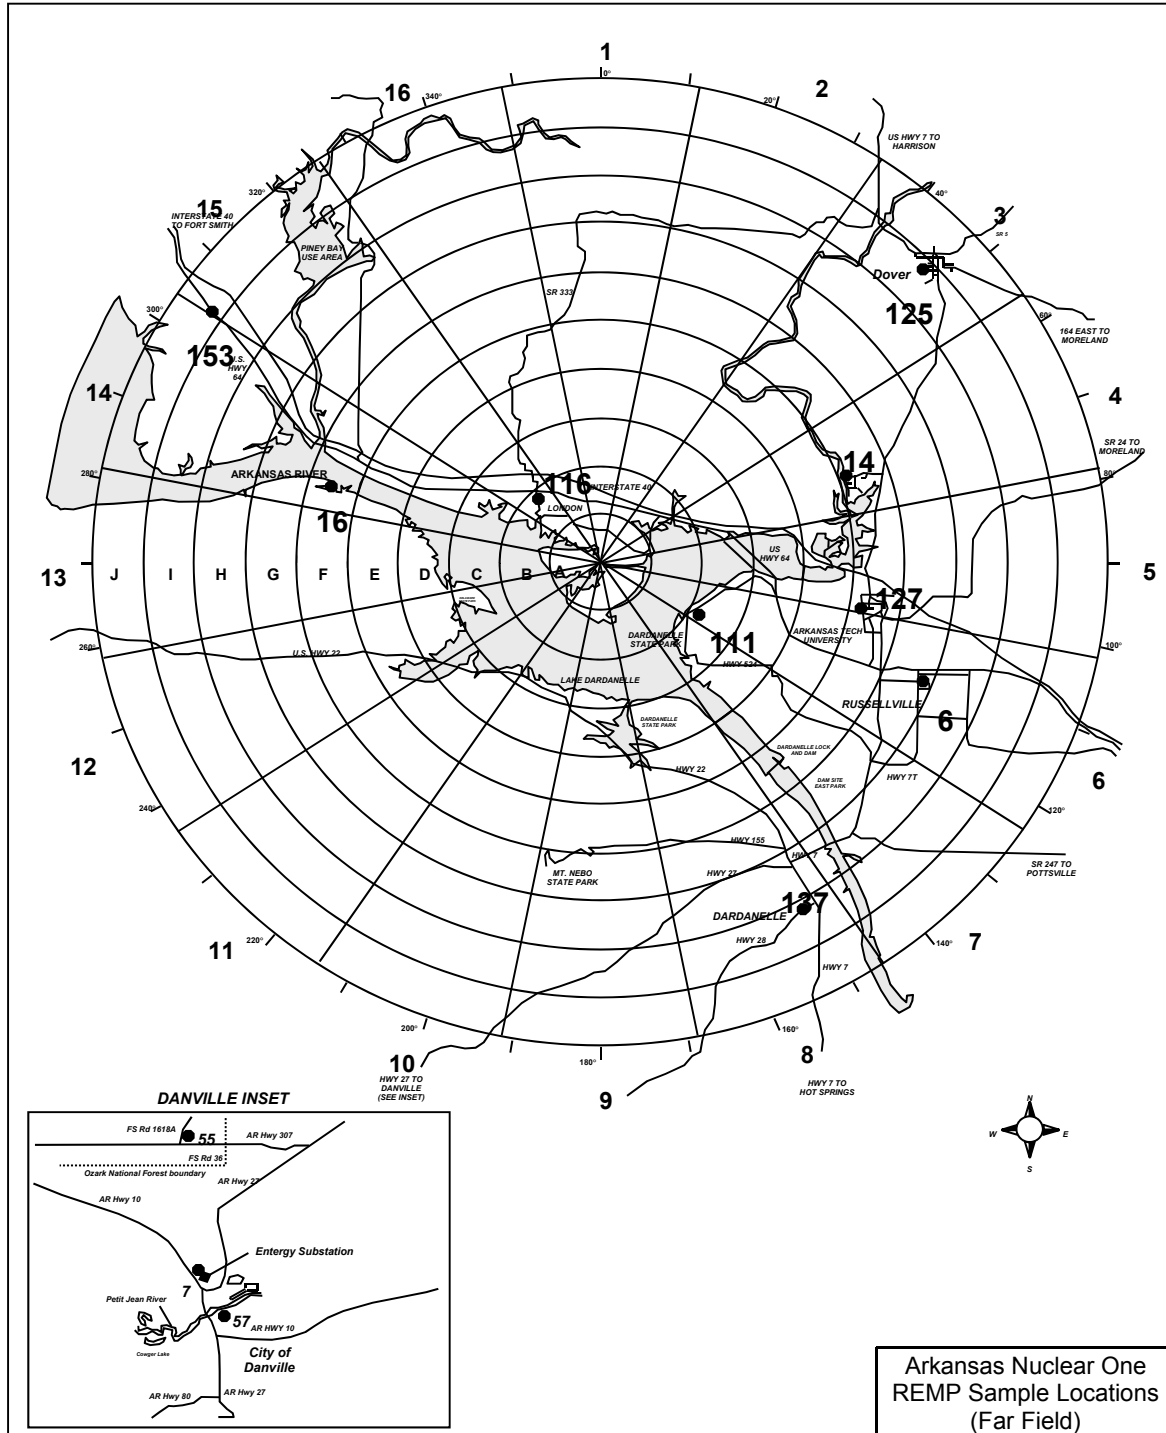 1
0°
16
340°
20°
2
US HWY 7 TO
HARRISON
320°
40°
15
INTERSTATE 40
TO FORT SMITH
3
SR 5
PINEY BAY
USE AREA
Dover
SR 333
300°
125
60°
164 EAST TO
MORELAND
153
U.S.
HWY
64
14
4
SR 24 TO
MORELAND
280°
ARKANSAS RIVER
14
80°
116
INTERSTATE 40
LONDON
16
US
HWY 64
13
J
I
H
G
F
E
D
C
B
A
5
127
DARDANELLE
STATE PARK
111
ARKANSAS TECH
UNIVERSITY
260°
U.S. HWY 22
100°
HWY 524
LAKE DARDANELLE
RUSSELLVILLE
6
DARDANELLE
STATE PARK
DARDANELLE LOCK
AND DAM
12
HWY 22
DAM SITE
EAST PARK
HWY 7T
6
240°
120°
HWY 155
HWY 7
MT. NEBO
STATE PARK
HWY 27
SR 247 TO
POTTSVILLE
137
DARDANELLE
11
220°
HWY 28
140°
7
HWY 7
200°
160°
10
180°
8
HWY 27 TO
DANVILLE
(SEE INSET)
9
HWY 7 TO
HOT SPRINGS
DANVILLE INSET
N
W
E
S
FS Rd 1618A
55
AR Hwy 307
FS Rd 36
Ozark National Forest boundary
AR Hwy 27
AR Hwy 10
Entergy Substation
7
Petit Jean River
57
AR HWY 10
Cowger Lake
City of
Danville
AR Hwy 80
AR Hwy 27
Arkansas Nuclear One
REMP Sample Locations
(Far Field)